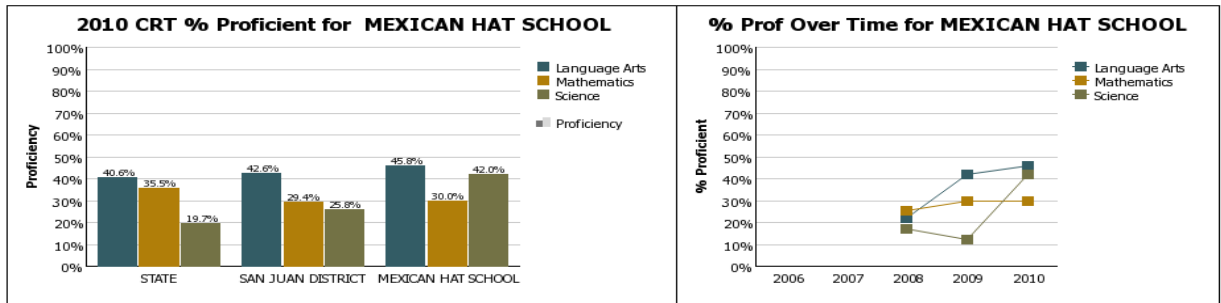 2010 CRT % Proficient for MEXICAN HAT SCHOOL
100%
90%
80%
70%
60%
50%
40%
30%
20%
10%
0%
Proficiency
40.6%
35.5%
19.7%
42.6%
29.4%
25.8%
45.8%
30.0%
42.0%
STATE
SAN JUAN DISTRICT
MEXICAN HAT SCHOOL
Language Arts
Mathematics
Science
Proficiency
% Prof Over Time for MEXICAN HAT SCHOOL
100%
90%
80%
70%
60%
50%
40%
30%
20%
10%
0%
% Proficient
2006
2007
2008
2009
2010
Language Arts
Mathematics
Science